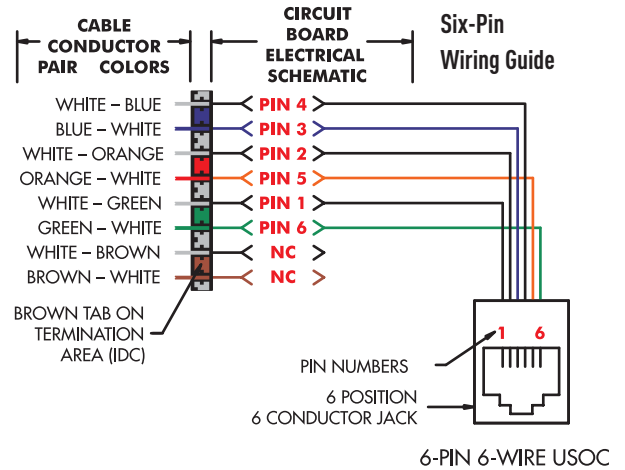 CABLE
CONDUCTOR
PAIR COLORS
CIRCUIT
BOARD
ELECTRICAL
SCHEMATIC
Six-Pin
Wiring Guide
WHITE – BLUE PIN 4
BLUE – WHITE PIN 3
WHITE – ORANGE PIN 2
ORANGE – WHITE PIN 5
WHITE – GREEN PIN 1
GREEN – WHITE PIN 6
WHITE – BROWN NC
BROWN – WHITE NC
BROWN TAB ON
TERMINATION
AREA (IDC)
1 6
PIN NUMBERS
6 POSITION
6 CONDUCTOR JACK
6-PIN 6-WIRE USOC